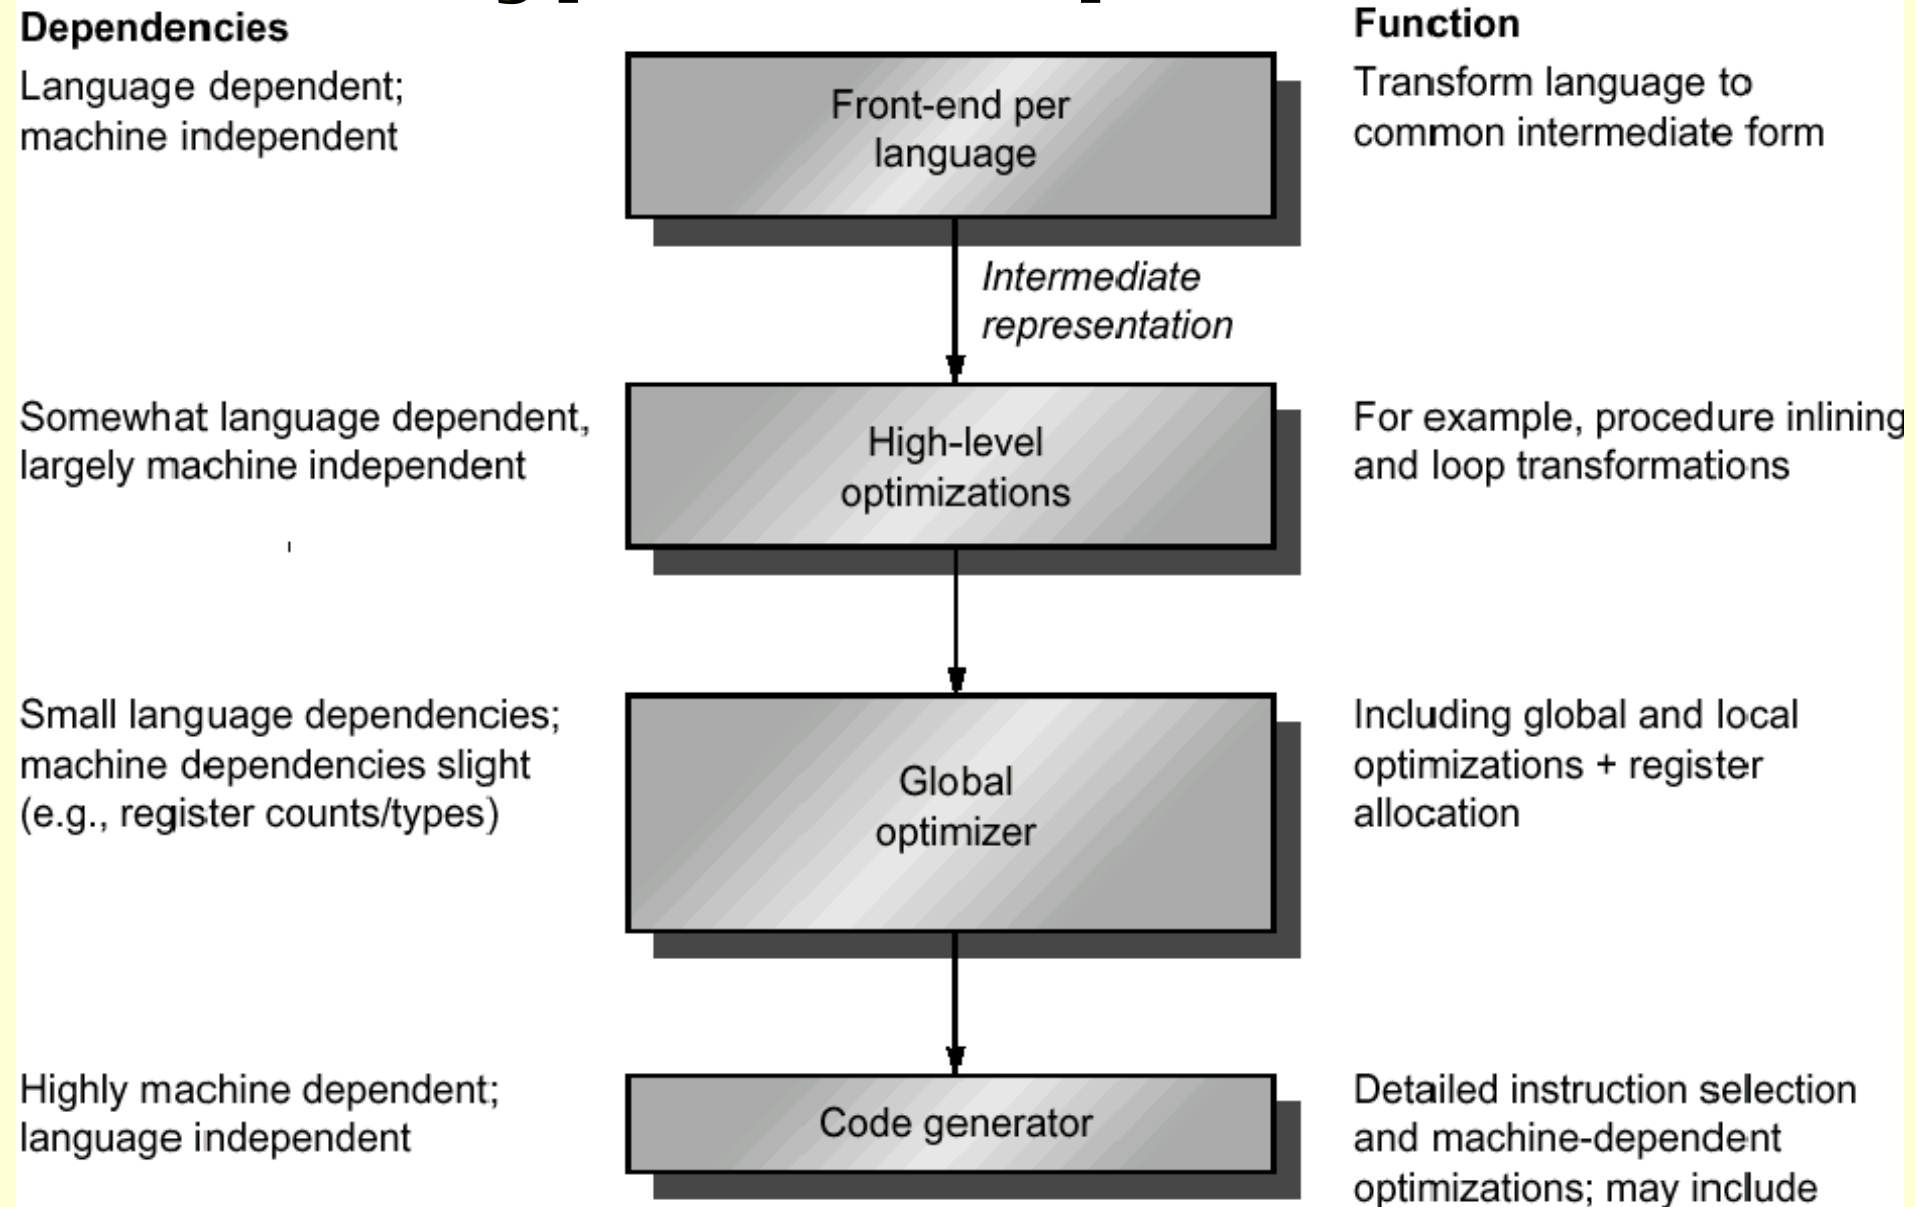 Dependencies
Function
Language dependent;
machine independent
Front-end per
language
Transform language to
common intermediate form
Intermediate
representation
Somewhat language dependent,
largely machine independent
High-level
optimizations
For example, procedure inlining
and loop transformations
Small language dependencies;
machine dependencies slight
(e.g., register counts/types)
Global
optimizer
Including global and local
optimizations + register
allocation
Highly machine dependent;
language independent
Code generator
Detailed instruction selection
and machine-dependent
optimizations; may include